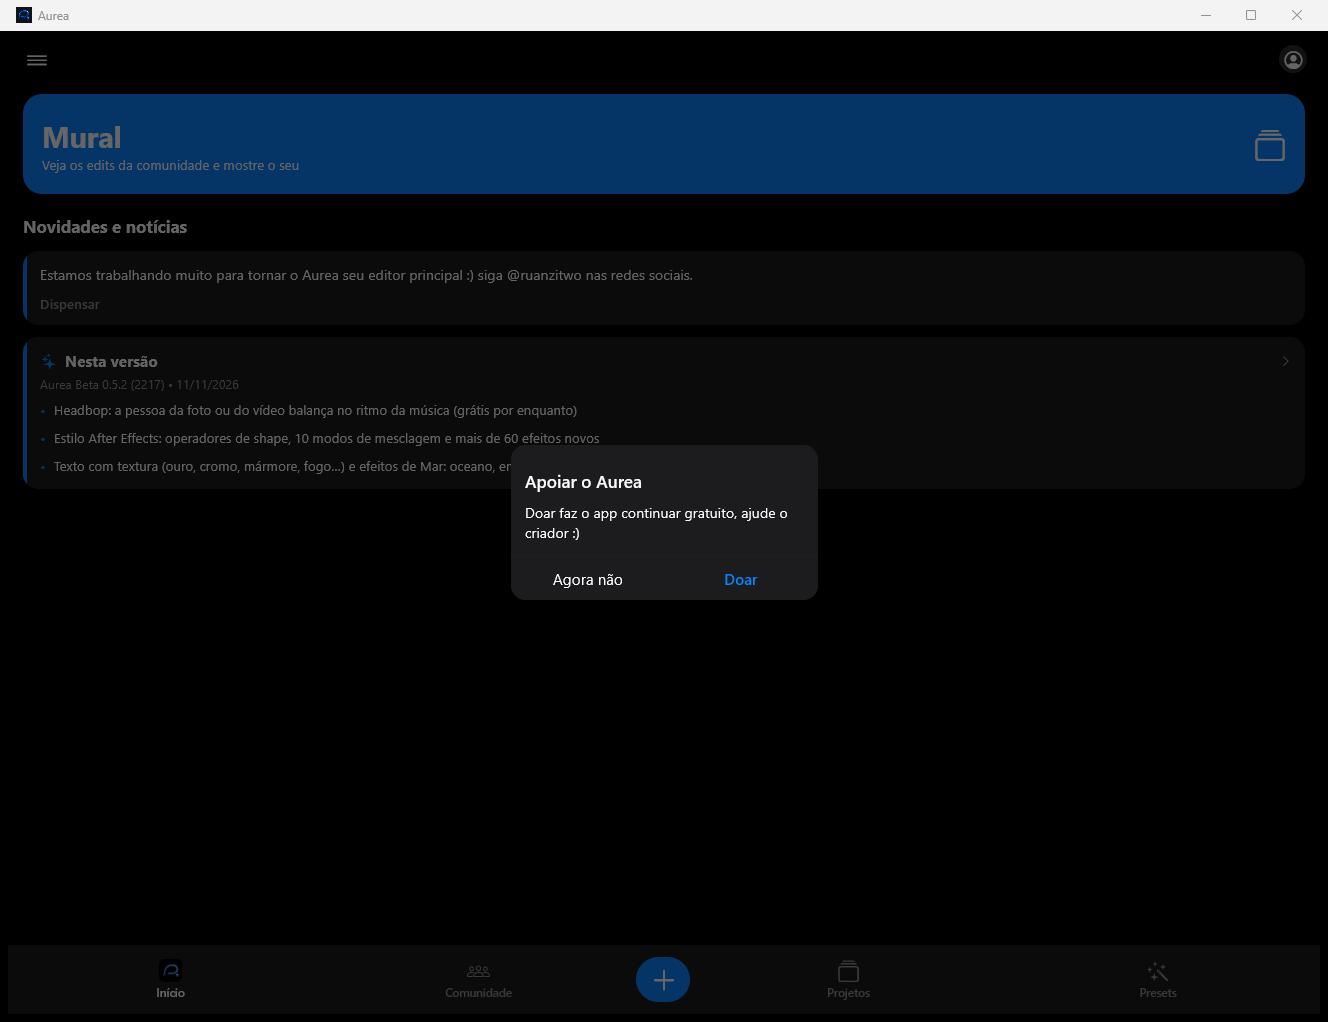 Aurea
Mural
Veja os edits da comunidade e mostre o seu
Novidades e notícias
Estamos trabalhando muito para tornar o Aurea seu editor principal :) siga @ruanzitwo nas redes sociais.
Dispensar
Nesta versão
Aurea Beta 0.5.2 (2217) • 11/11/2026
• Headbop: a pessoa da foto ou do vídeo balança no ritmo da música (grátis por enquanto)
• Estilo After Effects: operadores de shape, 10 modos de mesclagem e mais de 60 efeitos novos
• Texto com textura (ouro, cromo, mármore, fogo...) e efeitos de Mar: oceano,
Apoiar o Aurea
Doar faz o app continuar gratuito, ajude o
criador :)
Agora não
Doar
Início
Comunidade
Projetos
Presets